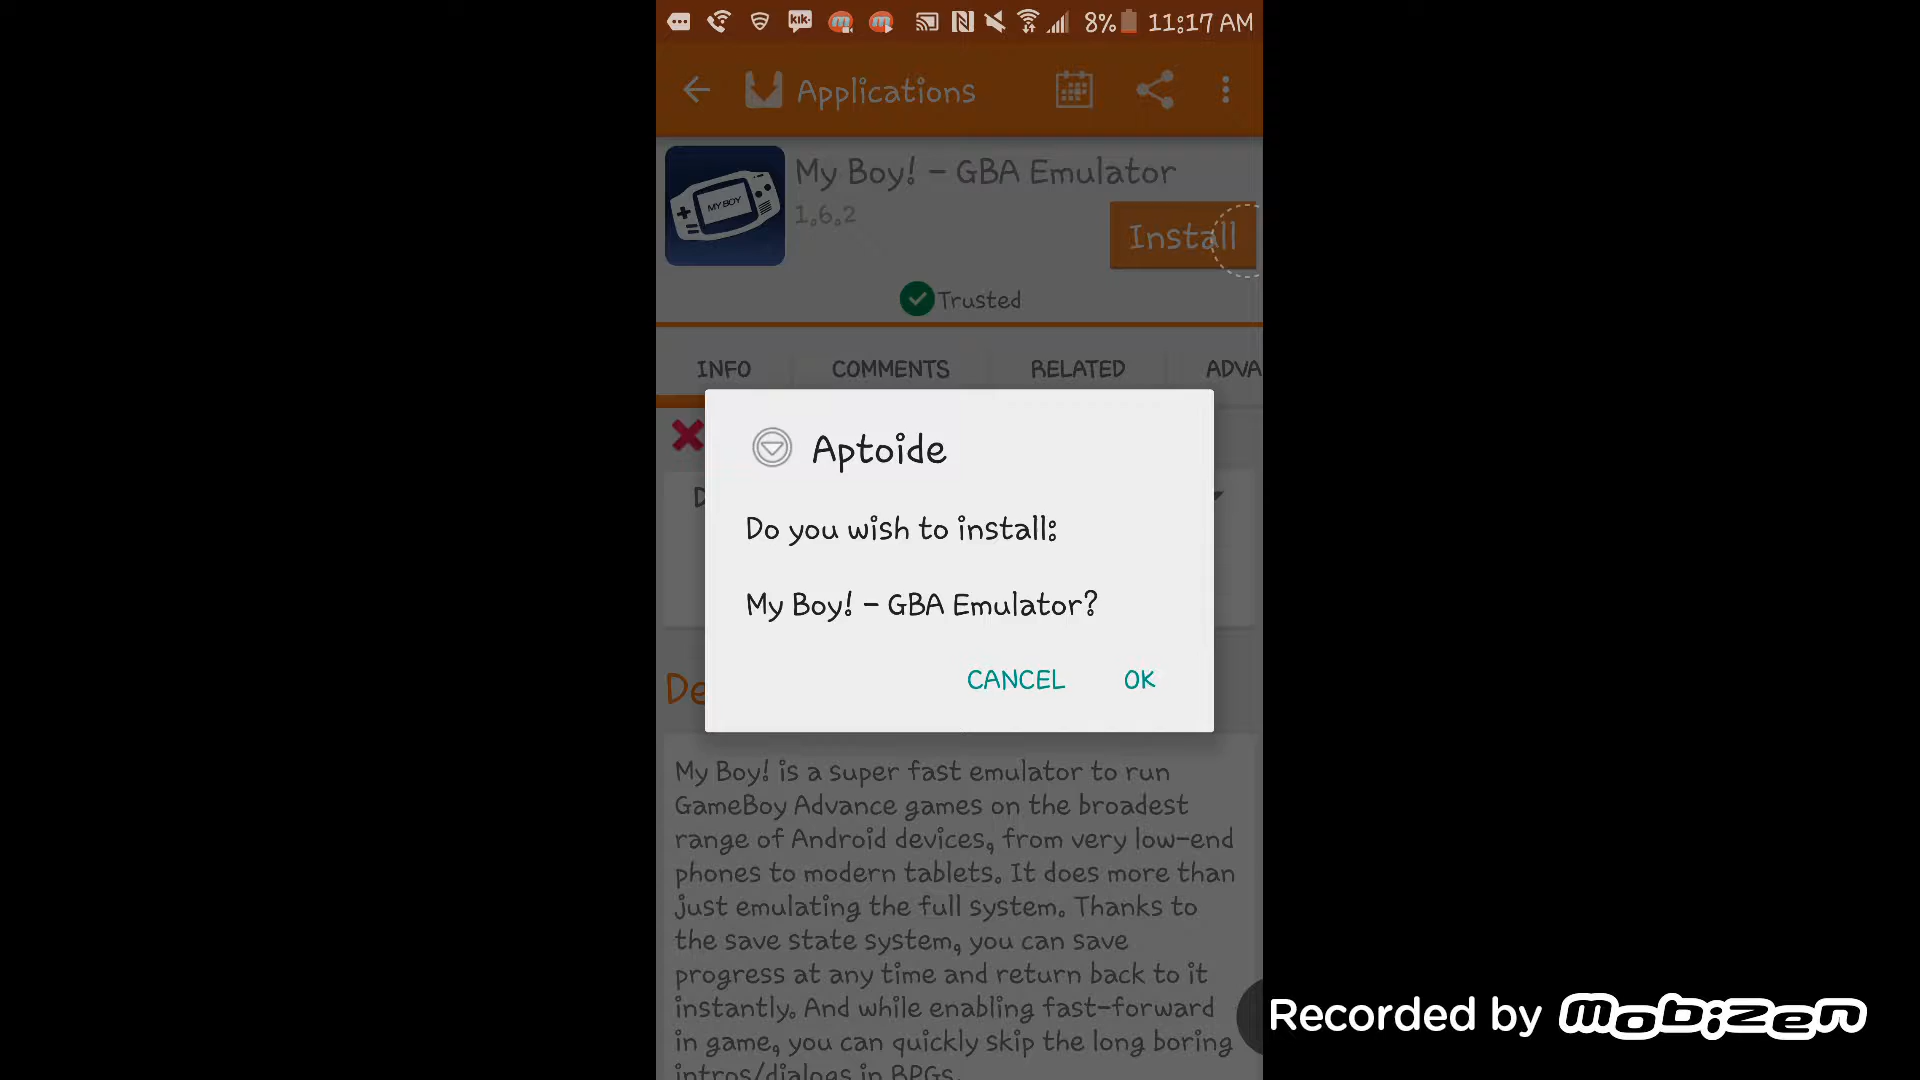 kik 8% 11:17 AM
Applications
My Boy! – GBA Emulator
MY BOY
1.6.2
Install
Trusted
INFO COMMENTS RELATED ADVA
Aptoide
Do you wish to install:
My Boy! – GBA Emulator?
CANCEL OK
De
My Boy! is a super fast emulator to run
GameBoy Advance games on the broadest
range of Android devices, from very low-end
phones to modern tablets. It does more than
just emulating the full system. Thanks to
the save state system, you can save
progress at any time and return back to it
instantly. And while enabling fast-forward
in game, you can quickly skip the long boring
intros/dialogs in RPGs.
Recorded by mobizen